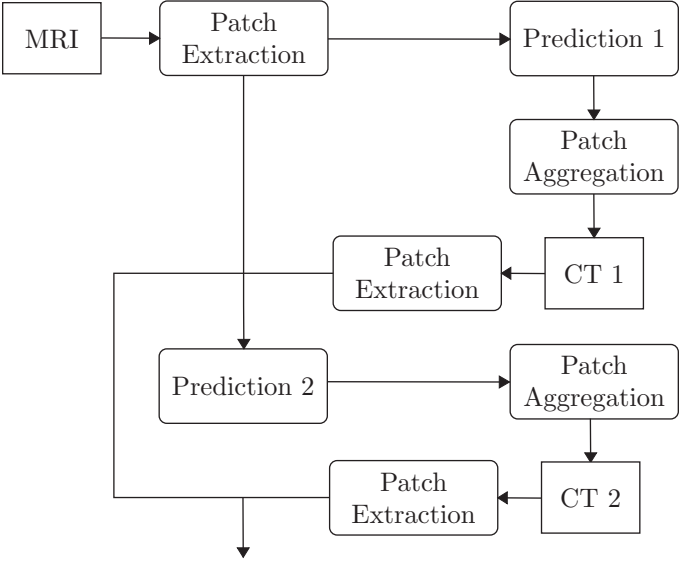 MRI
Patch
Extraction
Prediction 1
Patch
Aggregation
CT 1
Patch
Extraction
Prediction 2
Patch
Aggregation
CT 2
Patch
Extraction